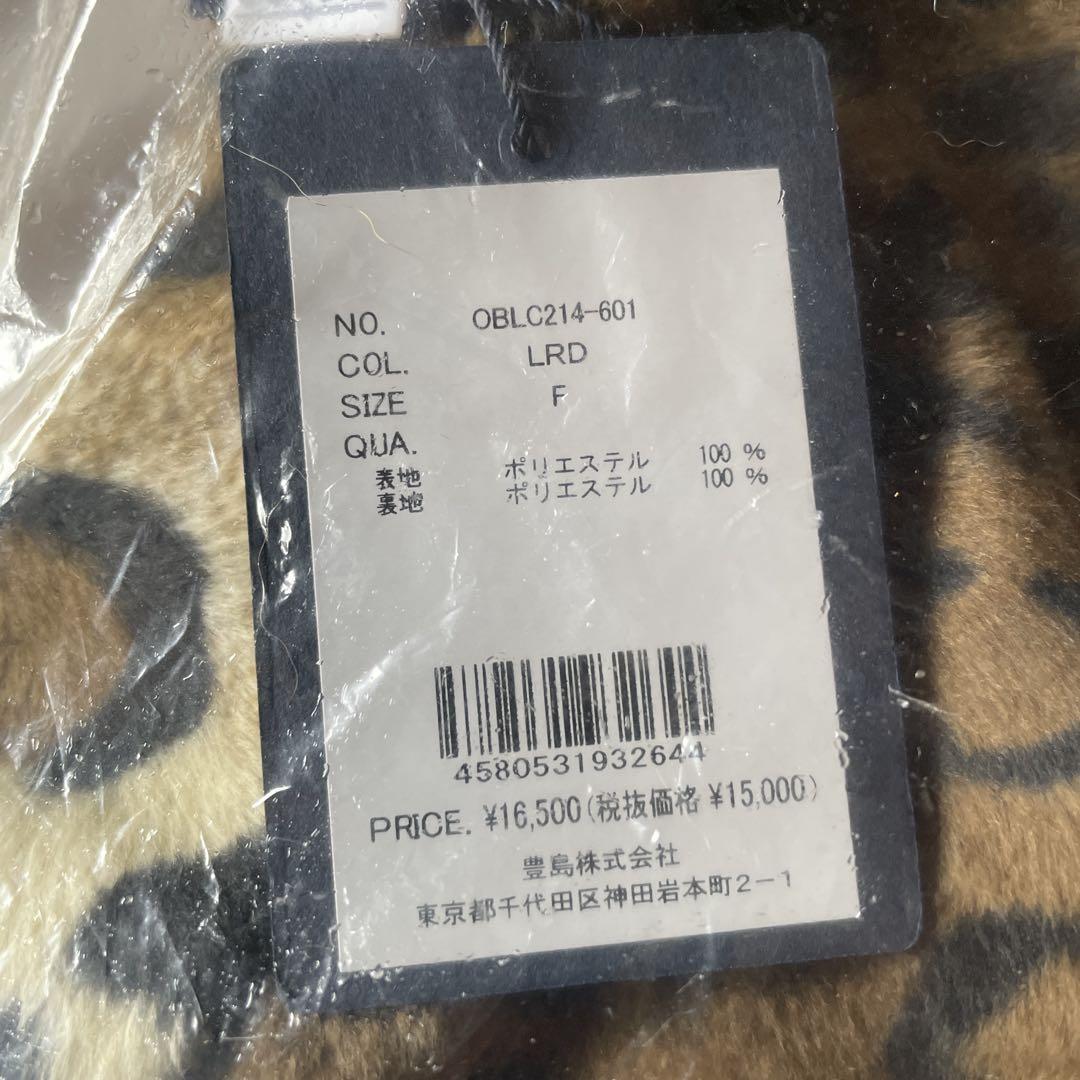 NO. OBLC214-601
COL. LRD
SIZE F
QUA.
表地 ポリエステル 100 %
裏地 ポリエステル 100 %
4580531932644
PRICE. ¥16,500(税抜価格 ¥15,000)
豊島株式会社
東京都千代田区神田岩本町2-1